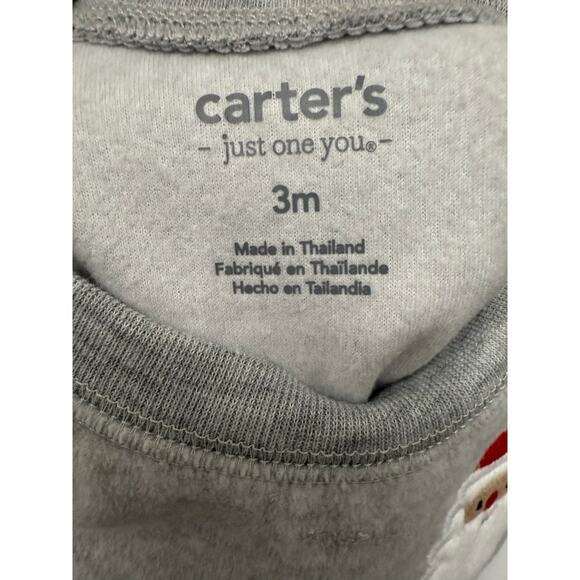 carter's
- just one you®-
3m
Made in Thailand
Fabriqué en Thaïlande
Hecho en Tailandia